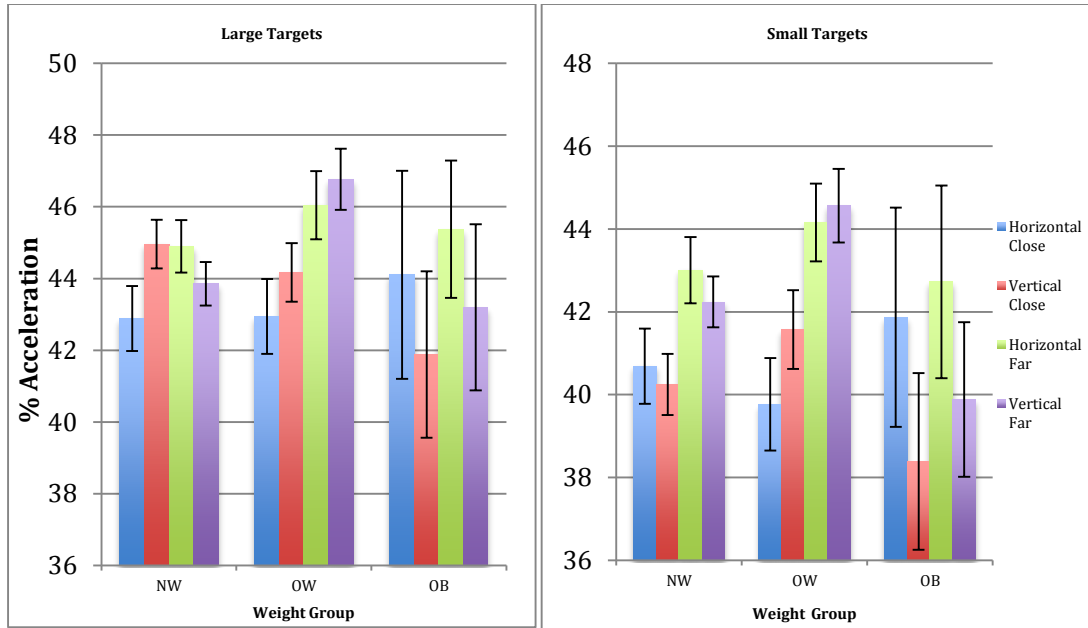 Large Targets
% Acceleration
50
48
46
44
42
40
38
36
NW OW OB
Weight Group
Small Targets
48
46
44
42
40
38
36
NW OW OB
Weight Group
Horizontal
Close
Vertical
Close
Horizontal
Far
Vertical
Far